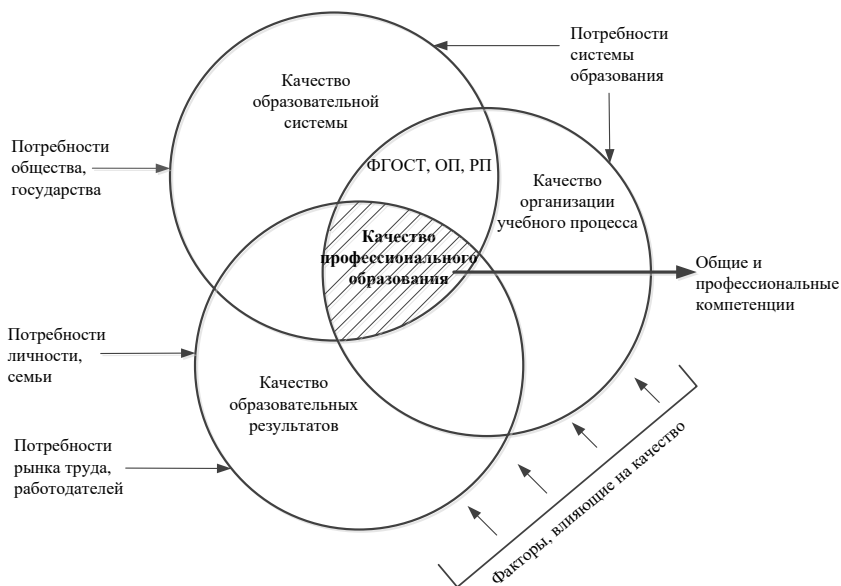 Потребности
системы
образования
Качество
образовательной
системы
Потребности
общества,
государства
ФГОСТ, ОП, РП
Качество
организации
учебного процесса
Качество
профессионального
образования
Общие и
профессиональные
компетенции
Потребности
личности,
семьи
Качество
образовательных
результатов
Потребности
рынка труда,
работодателей
Факторы, влияющие на качество